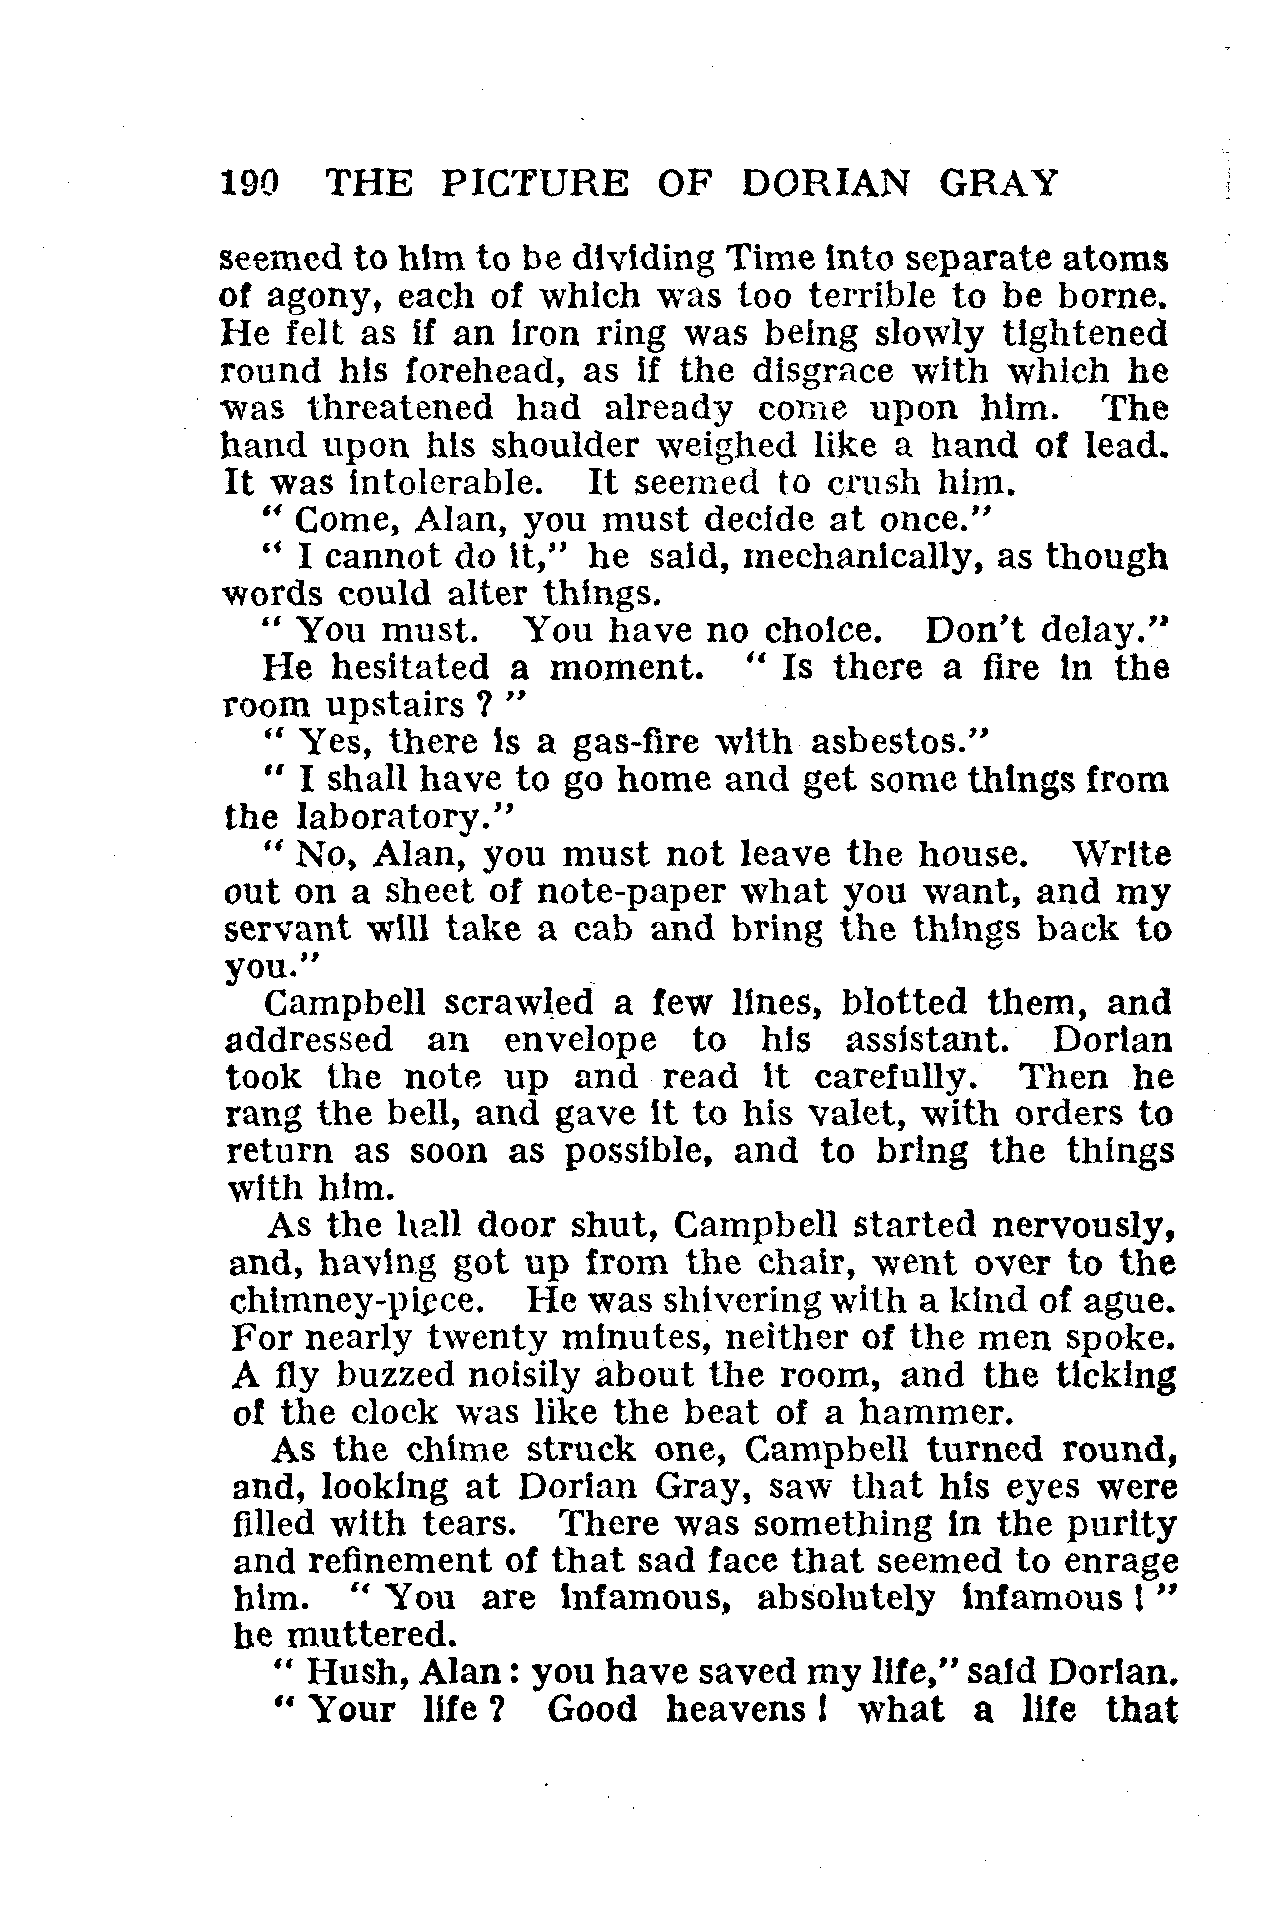 190 THE PICTURE OF DORIAN GRAY
seemed to him to be dividing Time into separate atoms
of agony, each of which was too terrible to be borne.
He felt as if an iron ring was being slowly tightened
round his forehead, as if the disgrace with which he
was threatened had already come upon him. The
hand upon his shoulder weighed like a hand of lead.
It was intolerable. It seemed to crush him.
“ Come, Alan, you must decide at once.”
“ I cannot do it,” he said, mechanically, as though
words could alter things.
“ You must. You have no choice. Don’t delay.”
He hesitated a moment. “ Is there a fire in the
room upstairs ? ”
“ Yes, there is a gas-fire with asbestos.”
“ I shall have to go home and get some things from
the laboratory.”
“ No, Alan, you must not leave the house. Write
out on a sheet of note-paper what you want, and my
servant will take a cab and bring the things back to
you.”
Campbell scrawled a few lines, blotted them, and
addressed an envelope to his assistant. Dorian
took the note up and read it carefully. Then he
rang the bell, and gave it to his valet, with orders to
return as soon as possible, and to bring the things
with him.
As the hall door shut, Campbell started nervously,
and, having got up from the chair, went over to the
chimney-piece. He was shivering with a kind of ague.
For nearly twenty minutes, neither of the men spoke.
A fly buzzed noisily about the room, and the ticking
of the clock was like the beat of a hammer.
As the chime struck one, Campbell turned round,
and, looking at Dorian Gray, saw that his eyes were
filled with tears. There was something in the purity
and refinement of that sad face that seemed to enrage
him. “ You are infamous, absolutely infamous ! ”
he muttered.
“ Hush, Alan : you have saved my life,” said Dorian.
“ Your life ? Good heavens ! what a life that